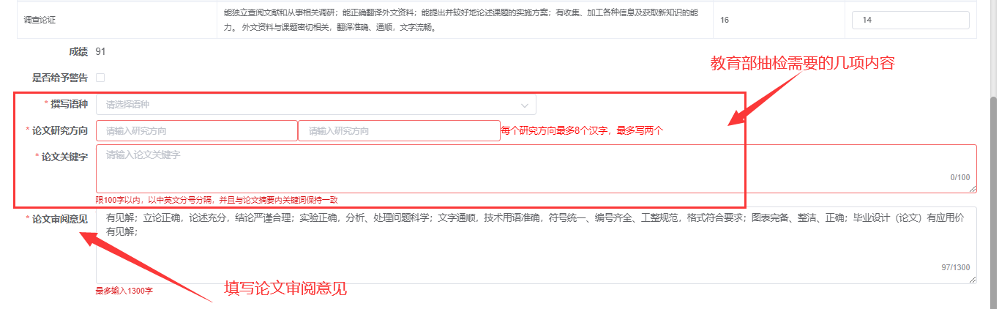 能独立查阅文献和从事相关调研；能正确翻译外文资料；能提出并较好地论述课题的实施方案；有收集、加工各种信息及获取新知识的能
调查论证
力。 外文资料与课题密切相关，翻译准确、通顺，文字流畅。
16
14
成绩 91
教育部抽检需要的几项内容
是否给予警告
* 撰写语种 请选择语种
* 论文研究方向 请输入研究方向 请输入研究方向 每个研究方向最多8个汉字，最多写两个
* 论文关键字 请输入论文关键字
0/100
限100字以内，以中英文分号分隔，并且与论文摘要内关键词保持一致
* 论文审阅意见 有见解；立论正确，论述充分，结论严谨合理；实验正确，分析、处理问题科学；文字通顺，技术用语准确，符号统一、编号齐全、工整规范，格式符合要求；图表完备、整洁、正确；毕业设计（论文）有应用价
有见解；
97/1300
最多输入1300字
填写论文审阅意见